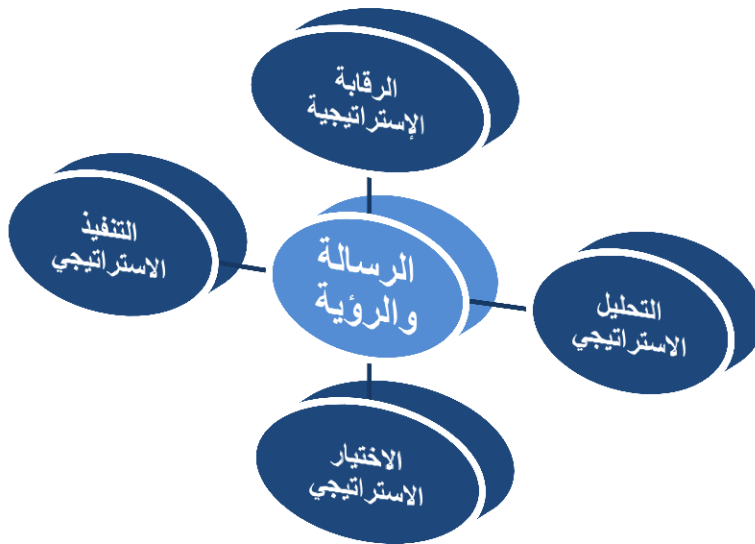 الرقابة
الإستراتيجية
التنفيذ
الاستراتيجي
الرسالة
والرؤية
التحليل
الاستراتيجي
الاختيار
الاستراتيجي